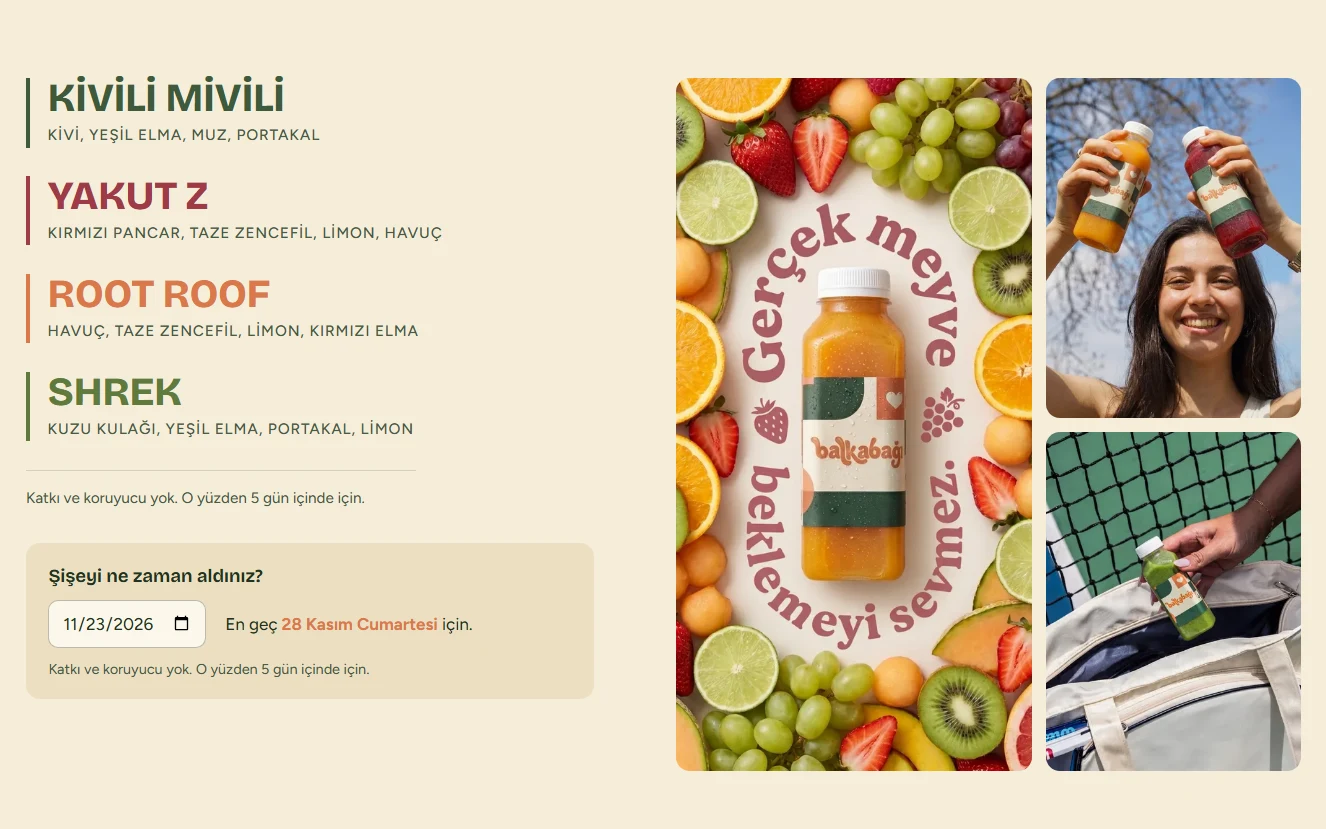 KİVİLİ MİVİLİ
KİVİ, YEŞİL ELMA, MUZ, PORTAKAL
YAKUT Z
KIRMIZI PANCAR, TAZE ZENCEFİL, LİMON, HAVUÇ
ROOT ROOF
HAVUÇ, TAZE ZENCEFİL, LİMON, KIRMIZI ELMA
SHREK
KUZU KULAĞI, YEŞİL ELMA, PORTAKAL, LİMON
Katkı ve koruyucu yok. O yüzden 5 gün içinde için.
Şişeyi ne zaman aldınız?
11/23/2026
En geç 28 Kasım Cumartesi için.
Katkı ve koruyucu yok. O yüzden 5 gün içinde için.
Gerçek meyve
beklemeyi sevmez.
balkabağı
balkabağı
balkabağı
balkabağı